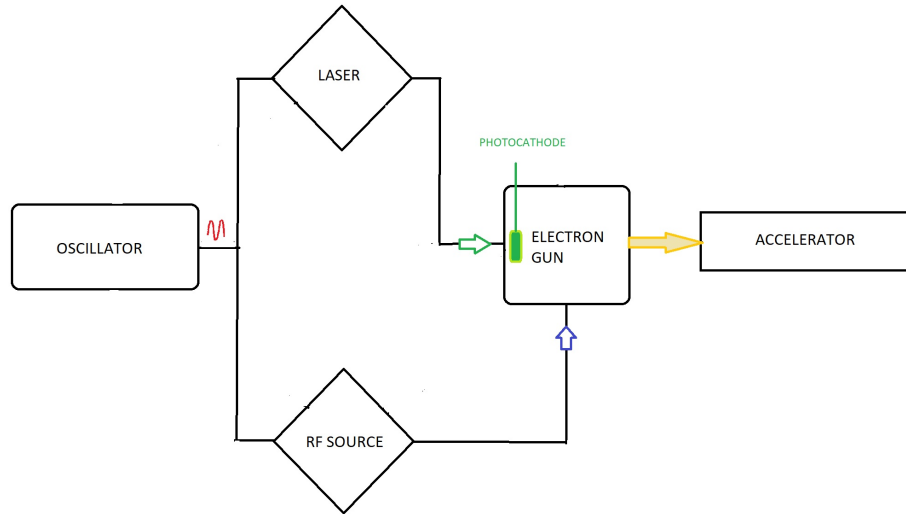 LASER
PHOTOCATHODE
OSCILLATOR
ELECTRON
GUN
ACCELERATOR
RF SOURCE